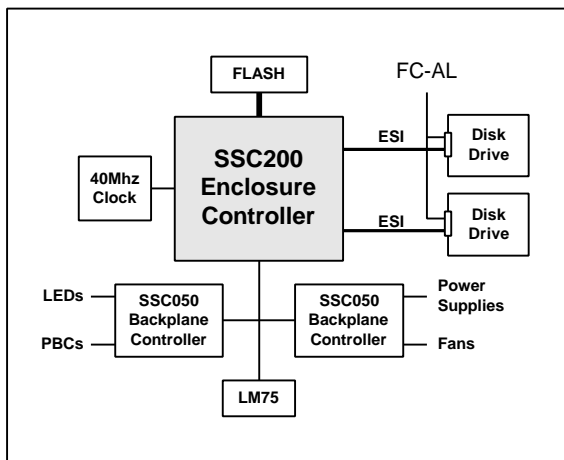 FLASH
FC-AL
ESI
Disk
Drive
SSC200
Enclosure
Controller
40Mhz
Clock
ESI
Disk
Drive
LEDs
PBCs
SSC050
Backplane
Controller
SSC050
Backplane
Controller
Power
Supplies
Fans
LM75